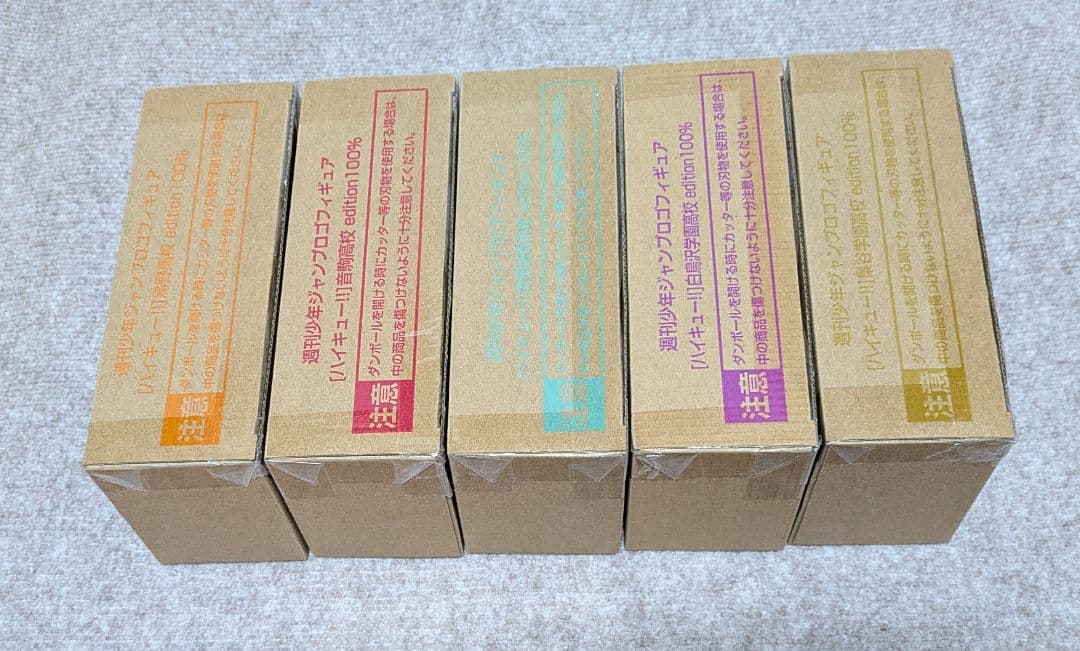 週刊少年ジャンプロゴフィギュア
[ハイキュー!!]烏野高校 edition100%
注意
ダンボールを開ける時にカッター等の刃物を使用する場合は、
中の商品を傷つけないように十分注意してください。
週刊少年ジャンプロゴフィギュア
[ハイキュー!!]音駒高校 edition100%
注意
ダンボールを開ける時にカッター等の刃物を使用する場合は、
中の商品を傷つけないように十分注意してください。
注意
週刊少年ジャンプロゴフィギュア
[ハイキュー!!]白鳥沢学園高校 edition100%
注意
ダンボールを開ける時にカッター等の刃物を使用する場合は、
中の商品を傷つけないように十分注意してください。
週刊少年ジャンプロゴフィギュア
[ハイキュー!!]梟谷学園高校 edition100%
注意
ダンボールを開ける時にカッター等の刃物を使用する場合は、
中の商品を傷つけないように十分注意してください。